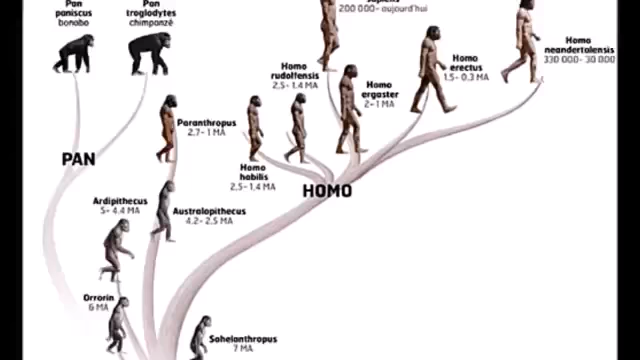 Pan
paniscus
bonobo
Pan
troglodytes
chimpanzé
sapiens
200 000- aujourd'hui
Homo
neandertalensis
330 000- 30 000
Homo
erectus
1.5- 0.3 MA
Homo
rudolfensis
2.5- 1.4 MA
Homo
ergaster
2- 1 MA
Paranthropus
2.7- 1 MA
PAN
Homo
habilis
2.5- 1.4 MA
HOMO
Ardipithecus
5- 4.4 MA
Australopithecus
4.2- 2.5 MA
Orrorin
6 MA
Sahelanthropus
7 MA